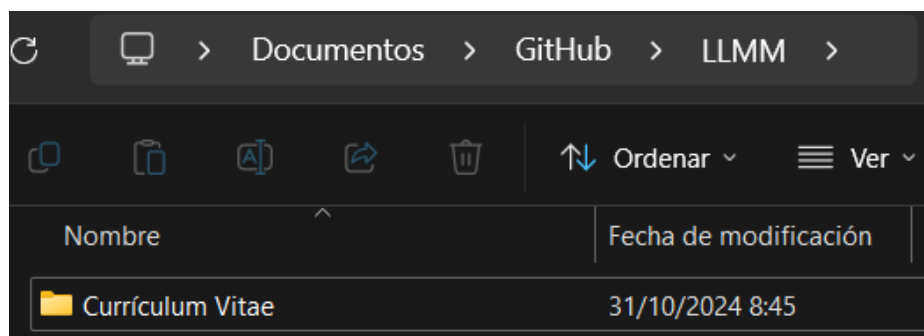 Documentos > GitHub > LLMM >
Ordenar Ver
Nombre Fecha de modificación
Currículum Vitae 31/10/2024 8:45